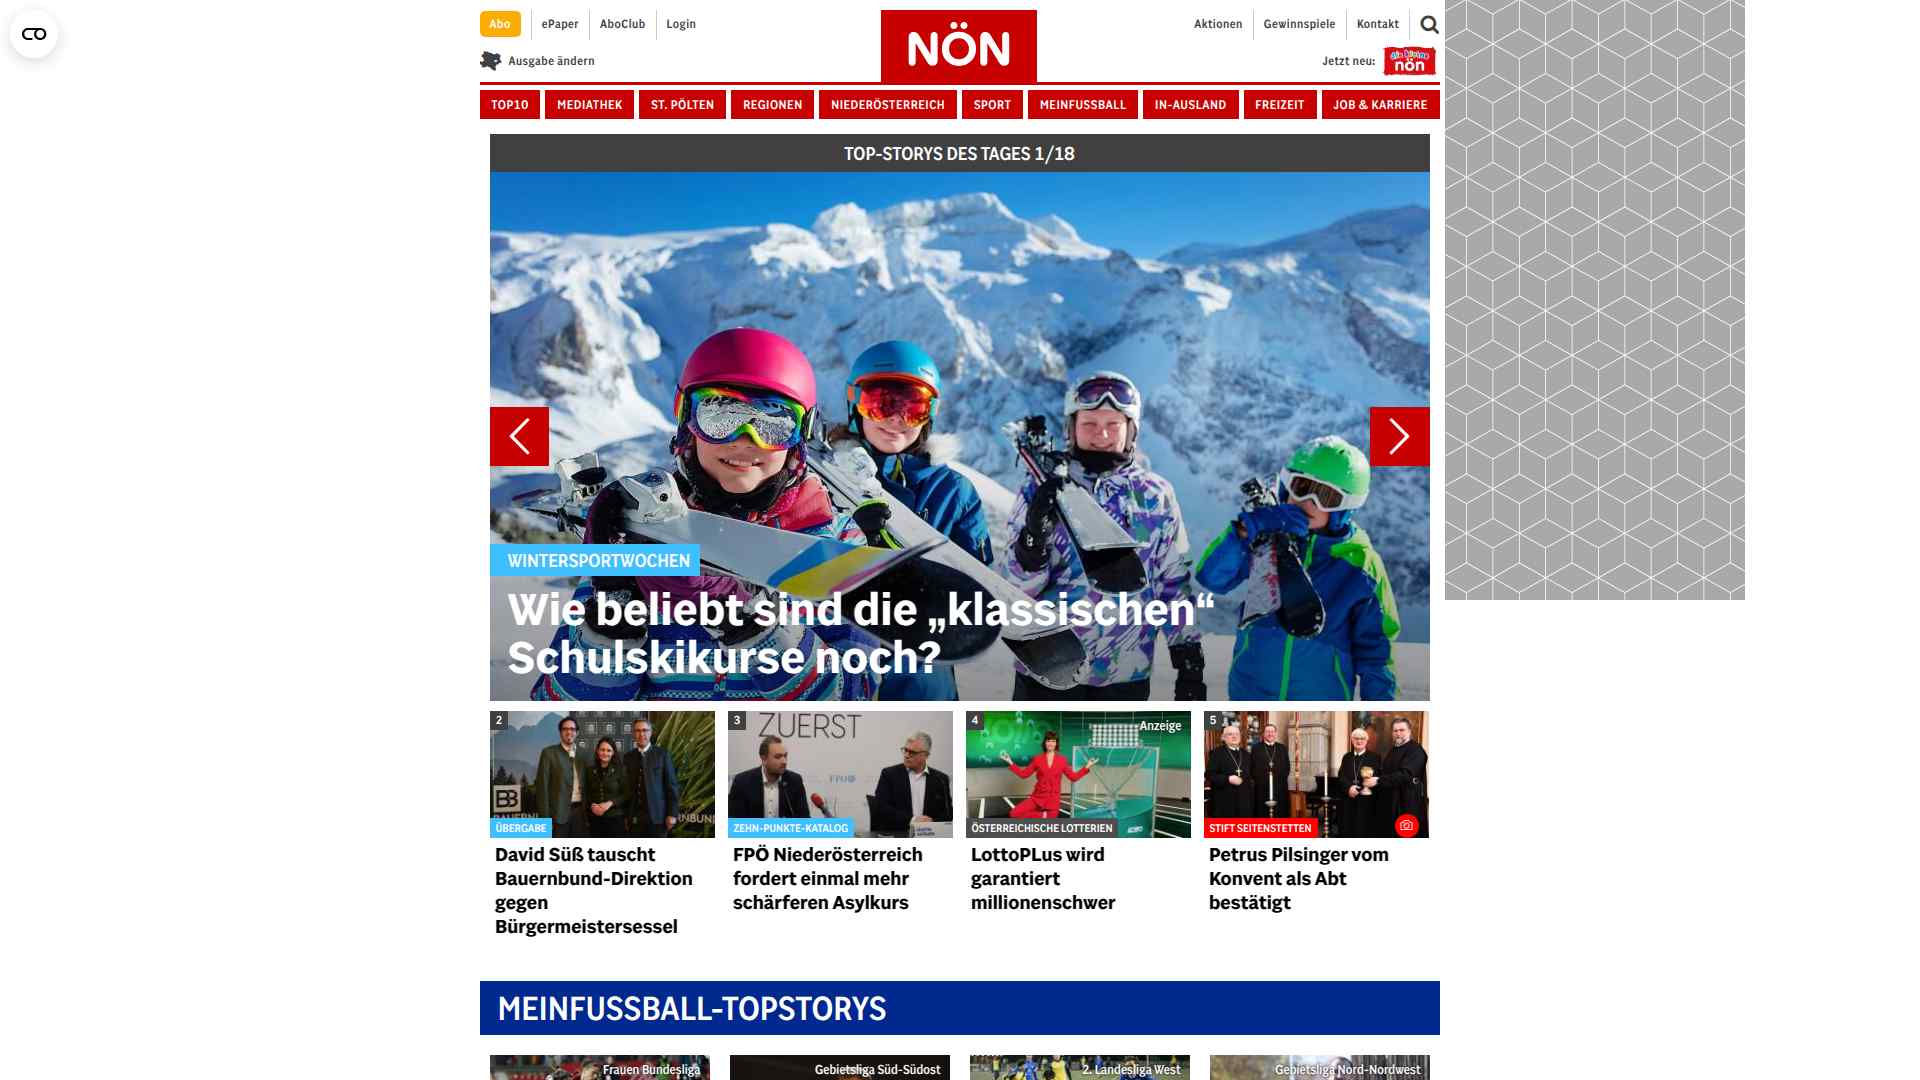 Abo
ePaper
AboClub
Login
NÖN
Aktionen
Gewinnspiele
Kontakt
Ausgabe ändern
Jetzt neu:
die kleine
nön
TOP10
MEDIATHEK
ST. PÖLTEN
REGIONEN
NIEDERÖSTERREICH
SPORT
MEINFUSSBALL
IN-AUSLAND
FREIZEIT
JOB & KARRIERE
TOP-STORYS DES TAGES 1/18
WINTERSPORTWOCHEN
Wie beliebt sind die „klassischen“
Schulskikurse noch?
2
ÜBERGABE
David Süß tauscht
Bauernbund-Direktion
gegen
Bürgermeistersessel
3
ZUERST
FPÖ
ZEHN-PUNKTE-KATALOG
FPÖ Niederösterreich
fordert einmal mehr
schärferen Asylkurs
4
Anzeige
ÖSTERREICHISCHE LOTTERIEN
LottoPLus wird
garantiert
millionenschwer
5
STIFT SEITENSTETTEN
Petrus Pilsinger vom
Konvent als Abt
bestätigt
MEINFUSSBALL-TOPSTORYS
Frauen Bundesliga
Gebietsliga Süd-Südost
2. Landesliga West
Gebietsliga Nord-Nordwest